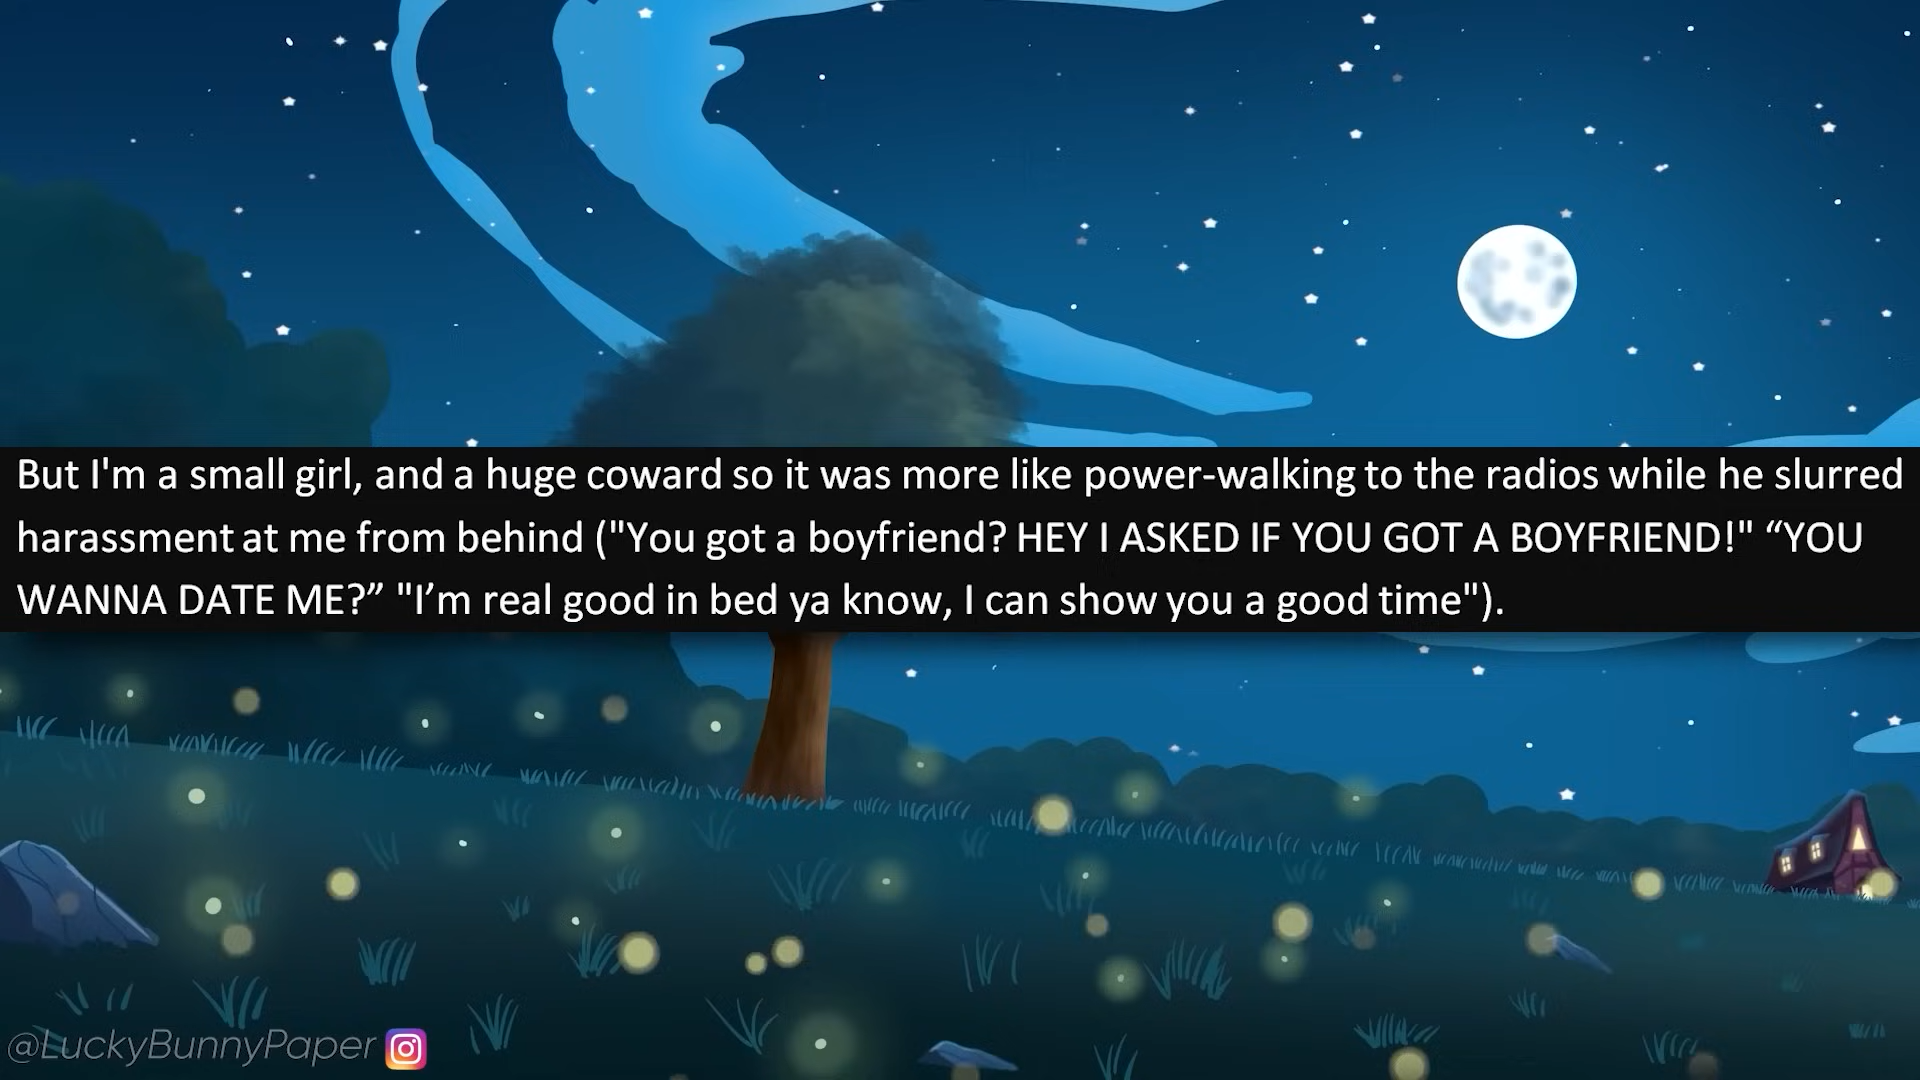 But I'm a small girl, and a huge coward so it was more like power-walking to the radios while he slurred
harassment at me from behind ("You got a boyfriend? HEY I ASKED IF YOU GOT A BOYFRIEND!" “YOU
WANNA DATE ME?” "I’m real good in bed ya know, I can show you a good time").
@LuckyBunnyPaper